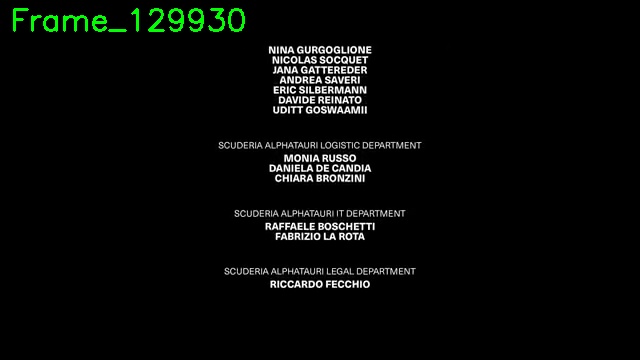 Frame_129930
NINA GURGOGLIONE
NICOLAS SOCQUET
JANA GATTEREDER
ANDREA SAVERI
ERIC SILBERMANN
DAVIDE REINATO
UDITT GOSWAAMII
SCUDERIA ALPHATAURI LOGISTIC DEPARTMENT
MONIA RUSSO
DANIELA DE CANDIA
CHIARA BRONZINI
SCUDERIA ALPHATAURI IT DEPARTMENT
RAFFAELE BOSCHETTI
FABRIZIO LA ROTA
SCUDERIA ALPHATAURI LEGAL DEPARTMENT
RICCARDO FECCHIO